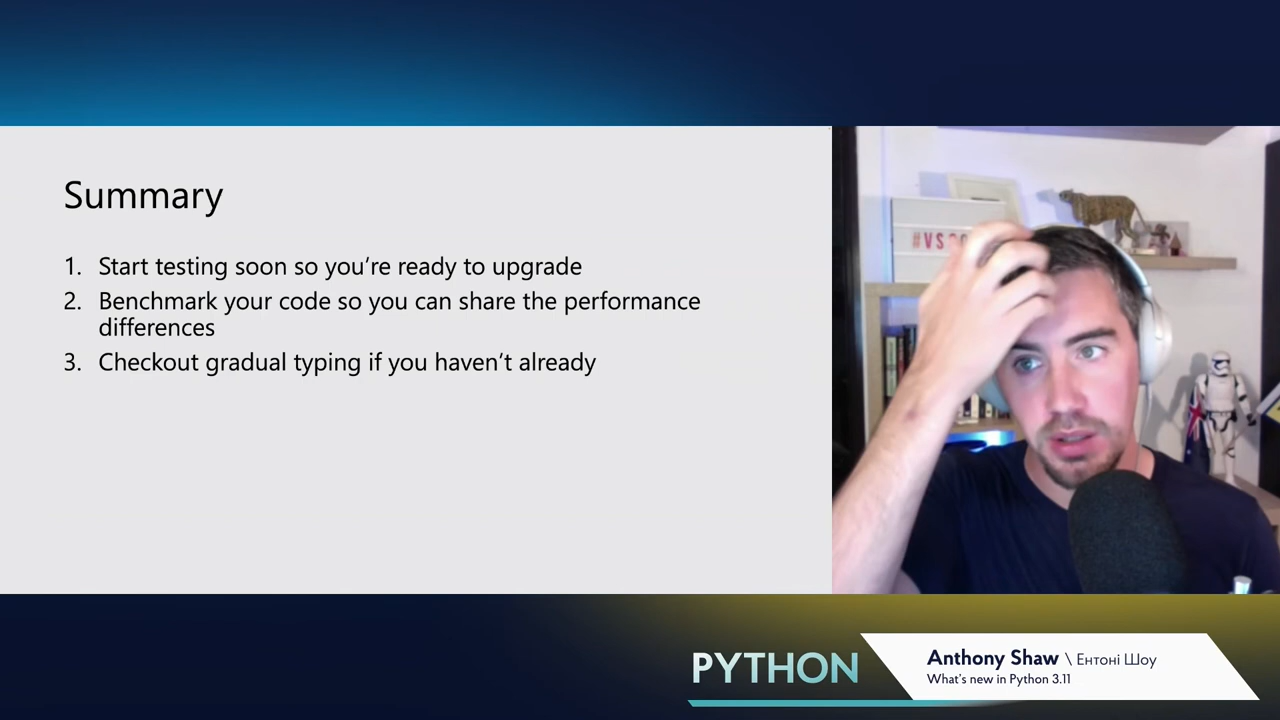 Summary
1. Start testing soon so you’re ready to upgrade
2. Benchmark your code so you can share the performance
differences
3. Checkout gradual typing if you haven’t already
#VS
PYTHON
Anthony Shaw \ Ентоні Шоу
What’s new in Python 3.11